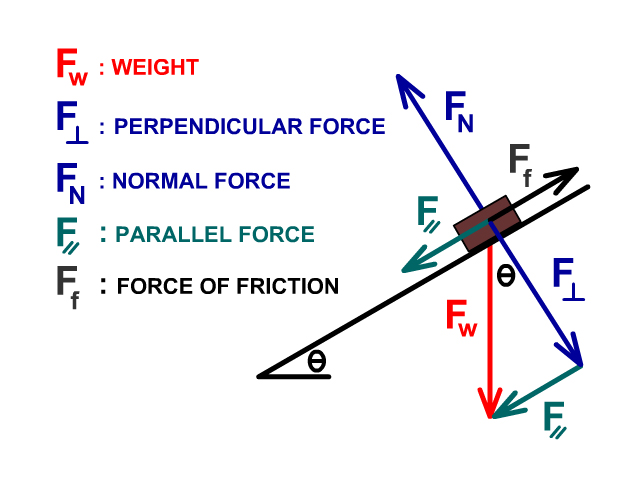 Fw : WEIGHT
F⊥ : PERPENDICULAR FORCE
FN : NORMAL FORCE
F// : PARALLEL FORCE
Ff : FORCE OF FRICTION
FN
Ff
F//
F⊥
θ
Fw
θ
F//